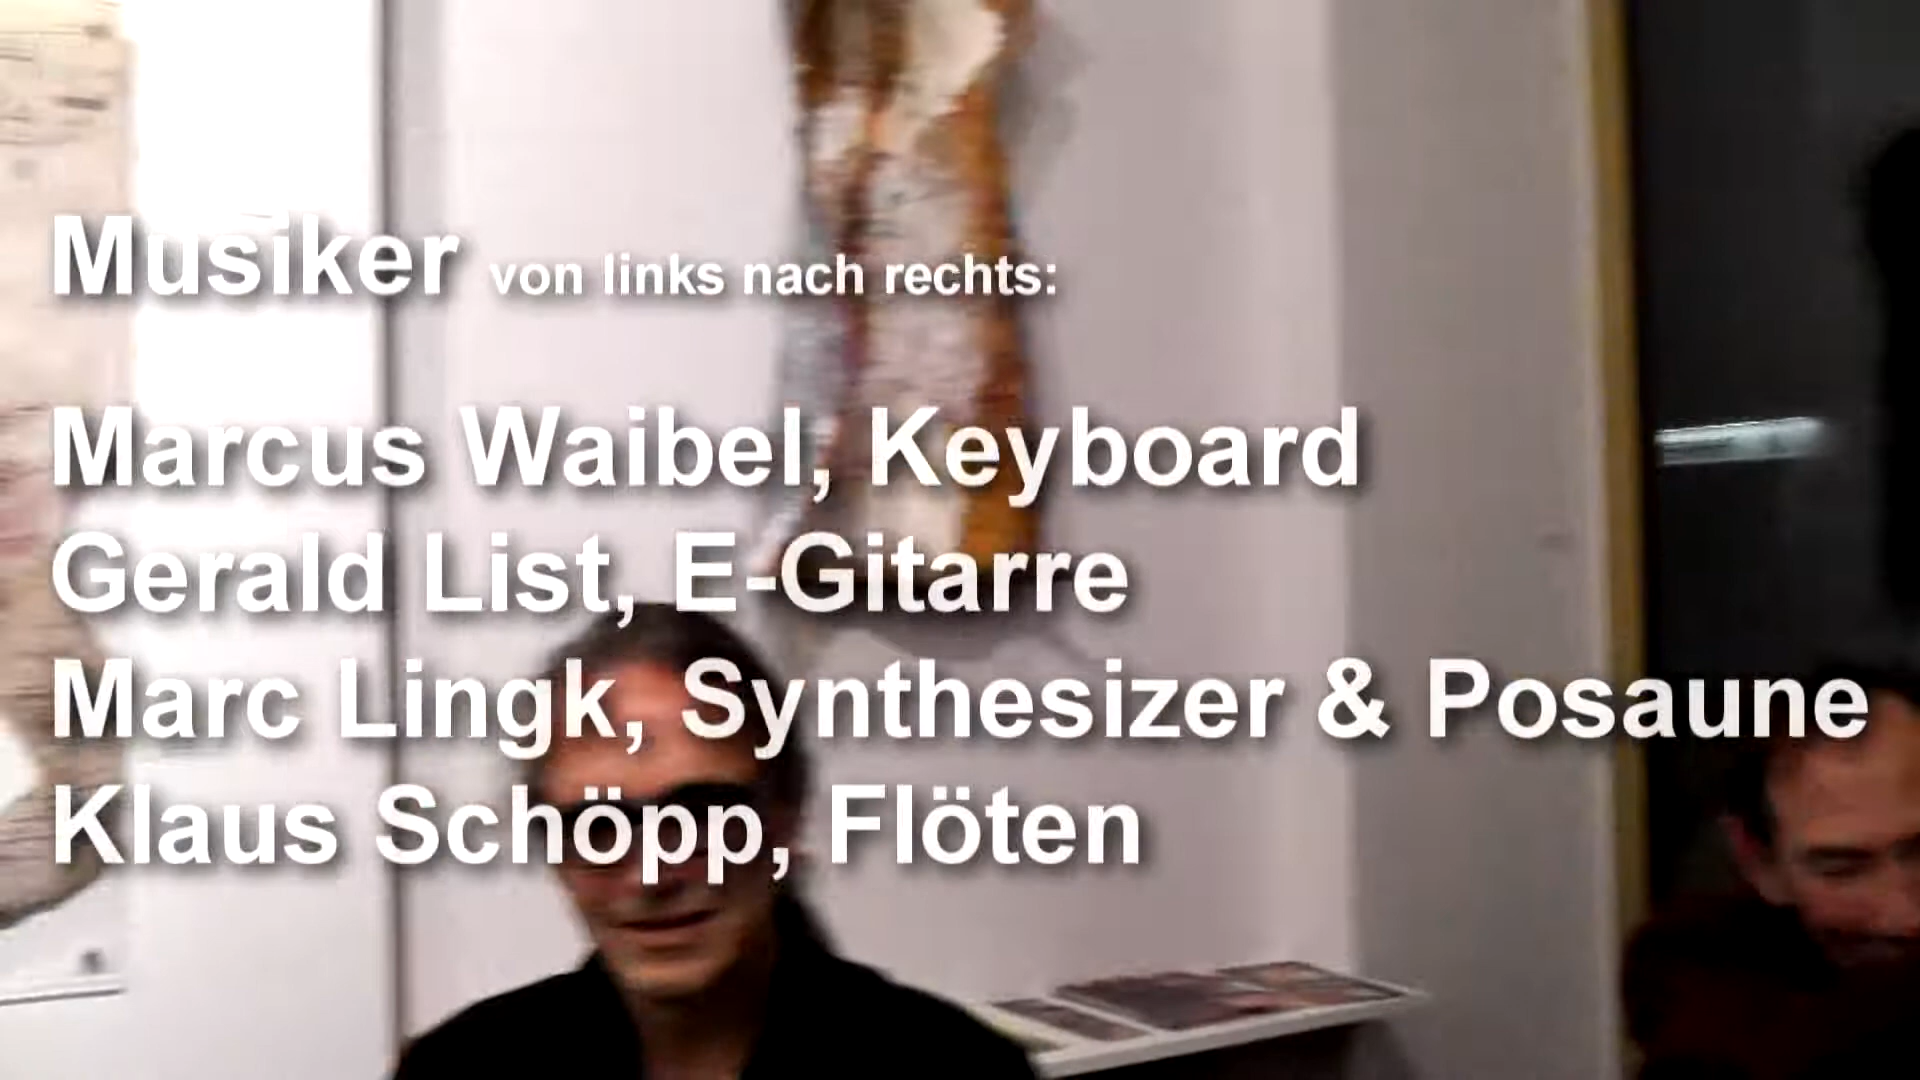 Musiker von links nach rechts:
Marcus Waibel, Keyboard
Gerald List, E-Gitarre
Marc Lingk, Synthesizer & Posaune
Klaus Schöpp, Flöten